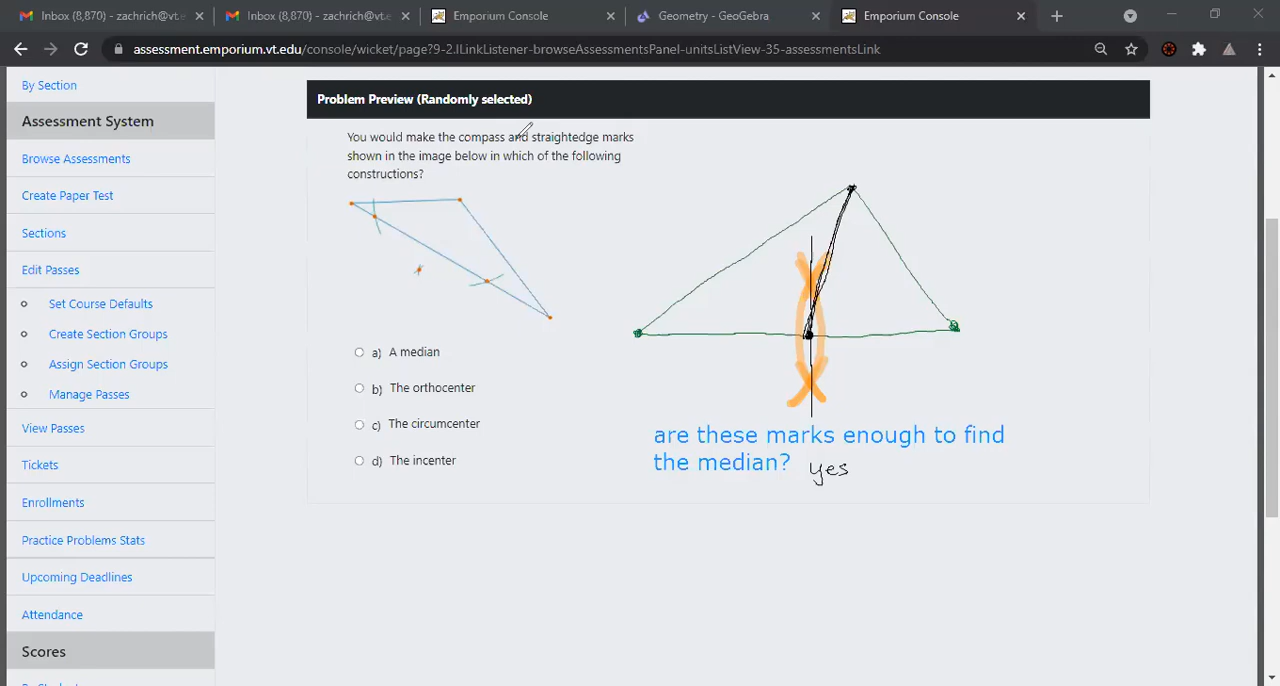 Inbox (8,870) - zachrich@vt.e
Inbox (8,870) - zachrich@vt.e
Emporium Console
Geometry - GeoGebra
Emporium Console
assessment.emporium.vt.edu/console/wicket/page?9-2.ILinkListener-browseAssessmentsPanel-unitsListView-35-assessmentsLink
By Section
Assessment System
Browse Assessments
Create Paper Test
Sections
Edit Passes
Set Course Defaults
Create Section Groups
Assign Section Groups
Manage Passes
View Passes
Tickets
Enrollments
Practice Problems Stats
Upcoming Deadlines
Attendance
Scores
Problem Preview (Randomly selected)
You would make the compass and straightedge marks
shown in the image below in which of the following
constructions?
a) A median
b) The orthocenter
c) The circumcenter
d) The incenter
are these marks enough to find
the median? yes